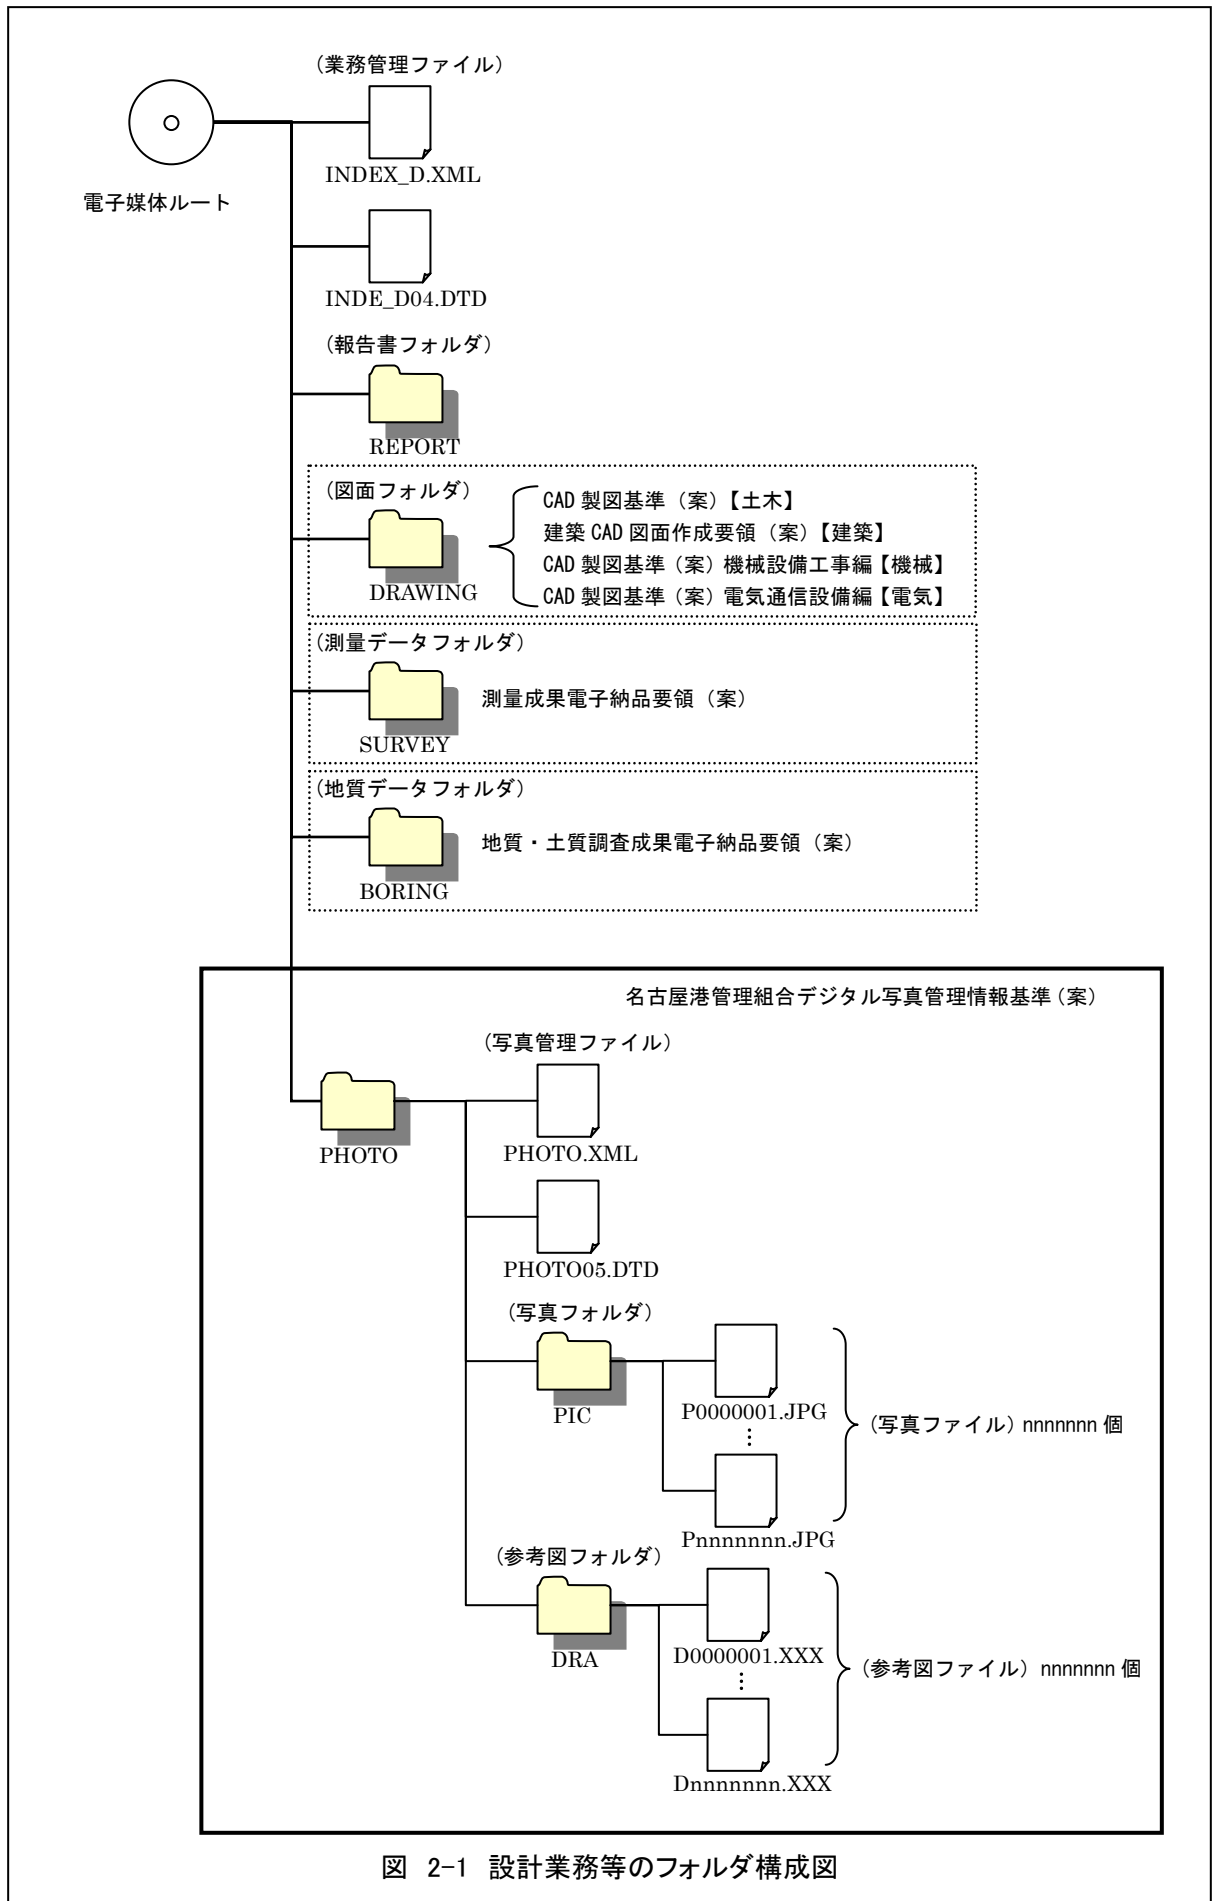 (業務管理ファイル)
INDEX_D.XML
電子媒体ルート
INDE_D04.DTD
(報告書フォルダ)
REPORT
(図面フォルダ)
CAD 製図基準（案）【土木】
建築 CAD 図面作成要領（案）【建築】
CAD 製図基準（案）機械設備工事編【機械】
CAD 製図基準（案）電気通信設備編【電気】
DRAWING
(測量データフォルダ)
測量成果電子納品要領（案）
SURVEY
(地質データフォルダ)
地質・土質調査成果電子納品要領（案）
BORING
名古屋港管理組合デジタル写真管理情報基準(案)
(写真管理ファイル)
PHOTO
PHOTO.XML
PHOTO05.DTD
(写真フォルダ)
PIC
P0000001.JPG
(写真ファイル) nnnnnnn 個
Pnnnnnnn.JPG
(参考図フォルダ)
DRA
D0000001.XXX
(参考図ファイル) nnnnnnn 個
Dnnnnnnn.XXX
図 2-1 設計業務等のフォルダ構成図